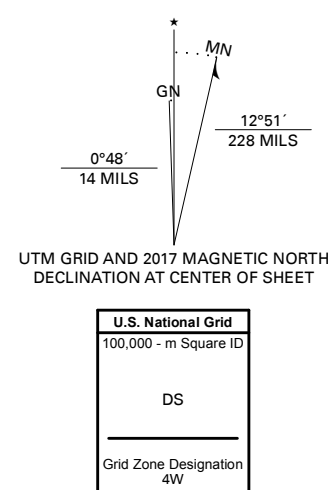 ★
MN
GN
12°51´
228 MILS
0°48´
14 MILS
UTM GRID AND 2017 MAGNETIC NORTH
DECLINATION AT CENTER OF SHEET
U.S. National Grid
100,000 - m Square ID
DS
Grid Zone Designation
4W